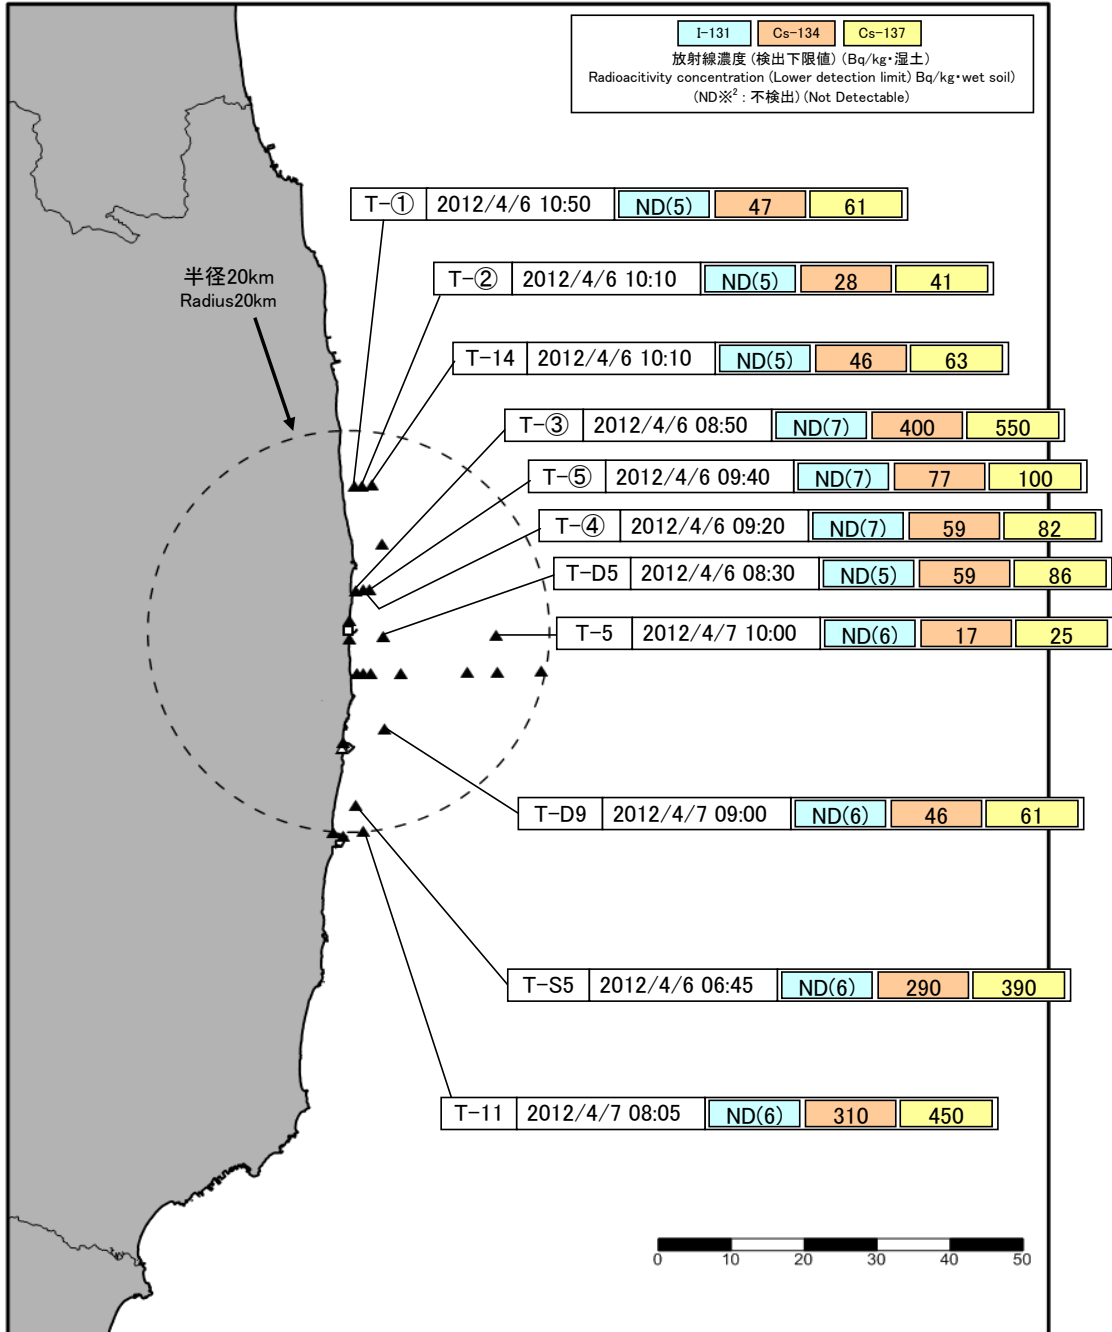 I-131 Cs-134 Cs-137
放射線濃度 (検出下限値) (Bq/kg・湿土)
Radioacitivity concentration (Lower detection limit) Bq/kg・wet soil)
(ND※2 : 不検出) (Not Detectable)
T-① 2012/4/6 10:50 ND(5) 47 61
半径20km
Radius20km
T-② 2012/4/6 10:10 ND(5) 28 41
T-14 2012/4/6 10:10 ND(5) 46 63
T-③ 2012/4/6 08:50 ND(7) 400 550
T-⑤ 2012/4/6 09:40 ND(7) 77 100
T-④ 2012/4/6 09:20 ND(7) 59 82
T-D5 2012/4/6 08:30 ND(5) 59 86
T-5 2012/4/7 10:00 ND(6) 17 25
T-D9 2012/4/7 09:00 ND(6) 46 61
T-S5 2012/4/6 06:45 ND(6) 290 390
T-11 2012/4/7 08:05 ND(6) 310 450
0 10 20 30 40 50